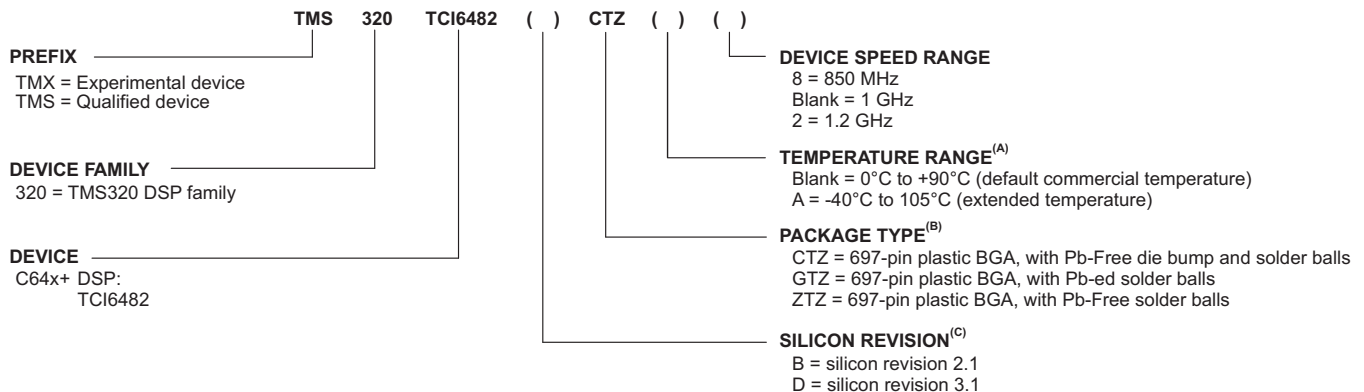 TMS 320 TCI6482 ( ) CTZ ( ) ( )
PREFIX
TMX = Experimental device
TMS = Qualified device
DEVICE FAMILY
320 = TMS320 DSP family
DEVICE
C64x+ DSP:
TCI6482
DEVICE SPEED RANGE
8 = 850 MHz
Blank = 1 GHz
2 = 1.2 GHz
TEMPERATURE RANGE(A)
Blank = 0°C to +90°C (default commercial temperature)
A = -40°C to 105°C (extended temperature)
PACKAGE TYPE(B)
CTZ = 697-pin plastic BGA, with Pb-Free die bump and solder balls
GTZ = 697-pin plastic BGA, with Pb-ed solder balls
ZTZ = 697-pin plastic BGA, with Pb-Free solder balls
SILICON REVISION(C)
B = silicon revision 2.1
D = silicon revision 3.1